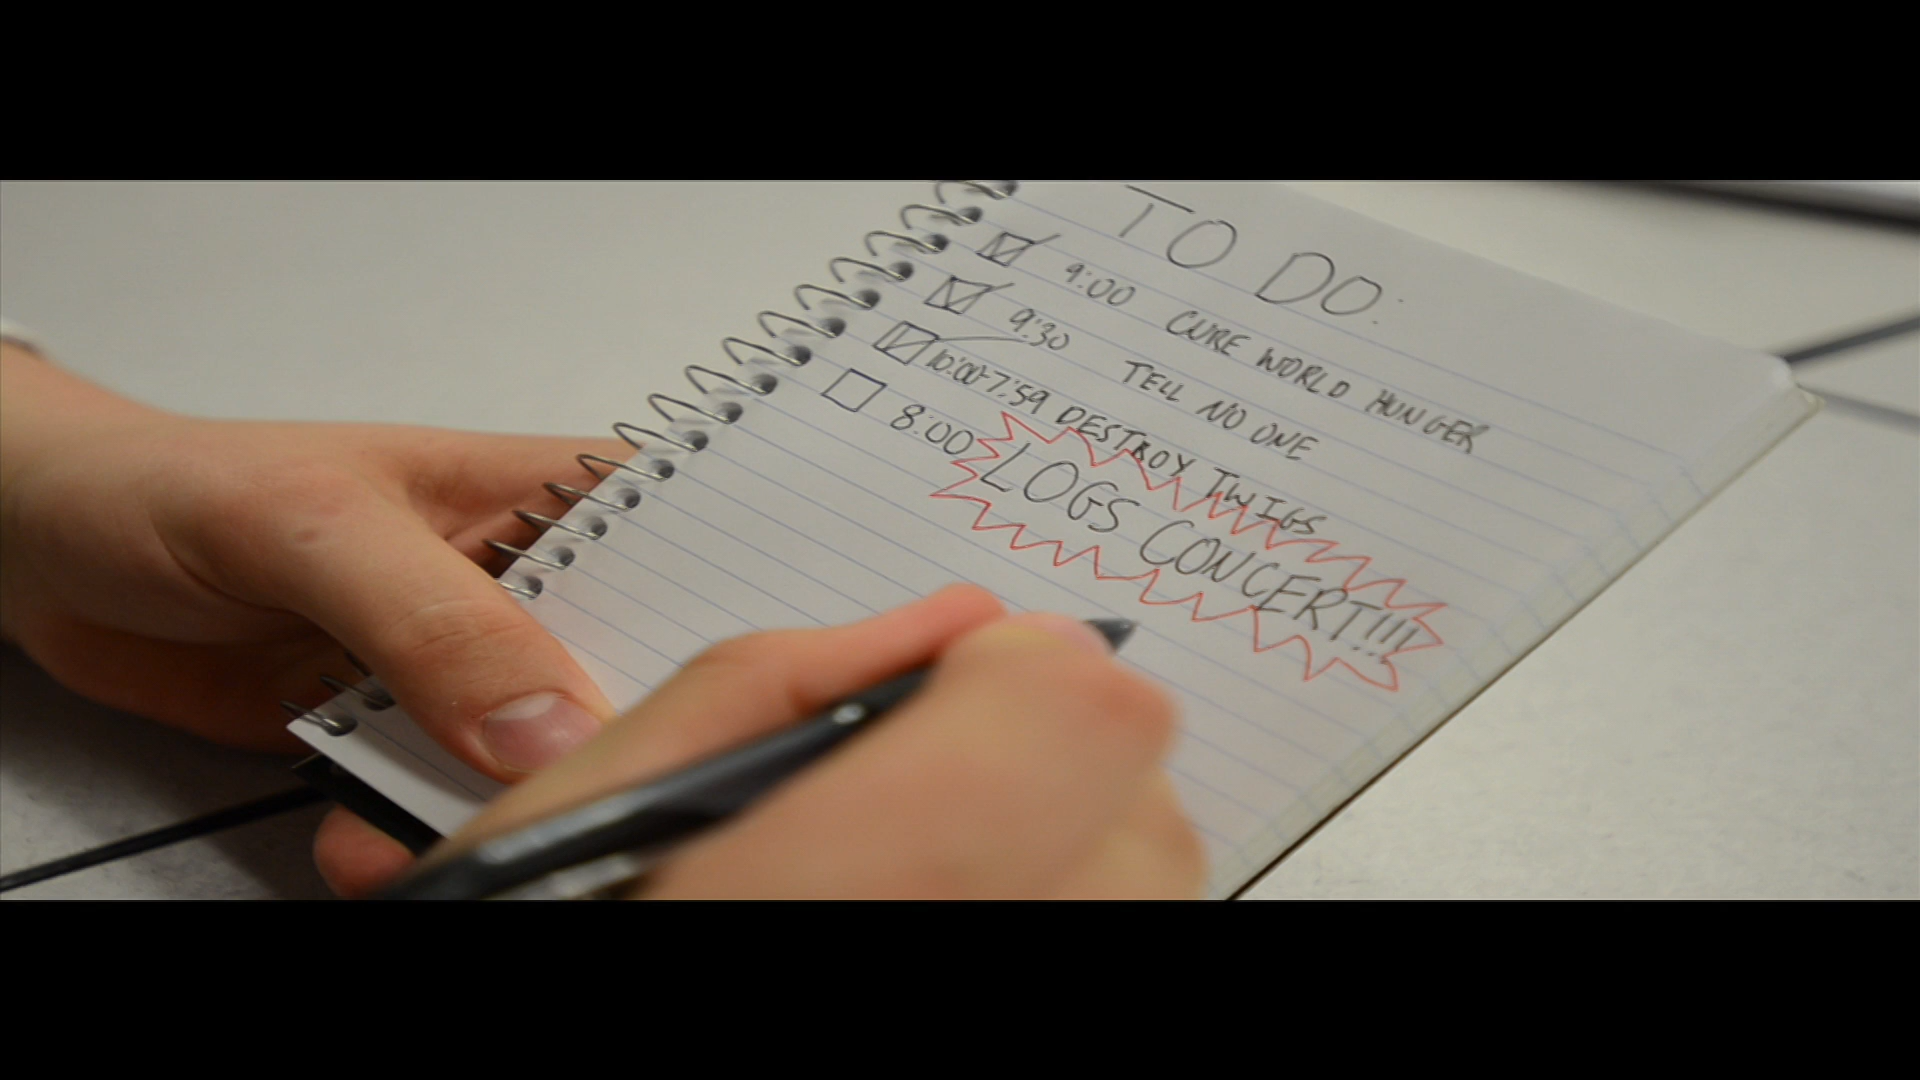 TO DO:
9:00 CURE WORLD HUNGER
9:30 TELL NO ONE
10:00-7:59 DESTROY TWIGS
8:00 LOGS CONCERT!!!